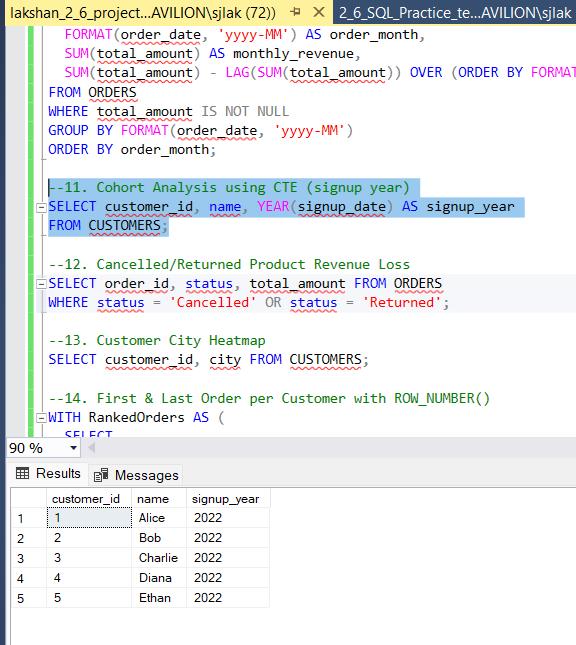 lakshan_2_6_project...AVILION\sjlak (72)) 2_6_SQL_Practice_te...AVILION\sjlak
FORMAT(order_date, 'yyyy-MM') AS order_month,
SUM(total_amount) AS monthly_revenue,
SUM(total_amount) - LAG(SUM(total_amount)) OVER (ORDER BY FORMAT
FROM ORDERS
WHERE total_amount IS NOT NULL
GROUP BY FORMAT(order_date, 'yyyy-MM')
ORDER BY order_month;
--11. Cohort Analysis using CTE (signup year)
SELECT customer_id, name, YEAR(signup_date) AS signup_year
FROM CUSTOMERS;
--12. Cancelled/Returned Product Revenue Loss
SELECT order_id, status, total_amount FROM ORDERS
WHERE status = 'Cancelled' OR status = 'Returned';
--13. Customer City Heatmap
SELECT customer_id, city FROM CUSTOMERS;
--14. First & Last Order per Customer with ROW_NUMBER()
WITH RankedOrders AS (
SELECT
90 %
Results Messages
customer_id name signup_year
1 1 Alice 2022
2 2 Bob 2022
3 3 Charlie 2022
4 4 Diana 2022
5 5 Ethan 2022